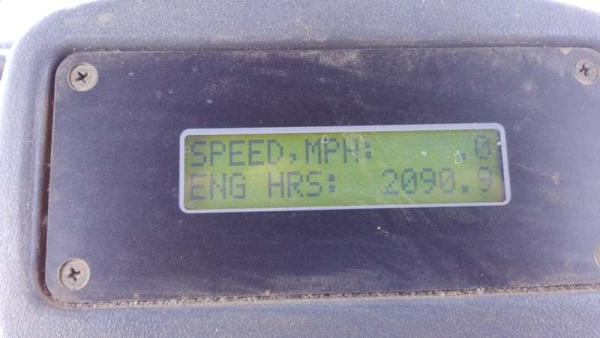 SPEED,MPH: .0
ENG HRS: 2090.9